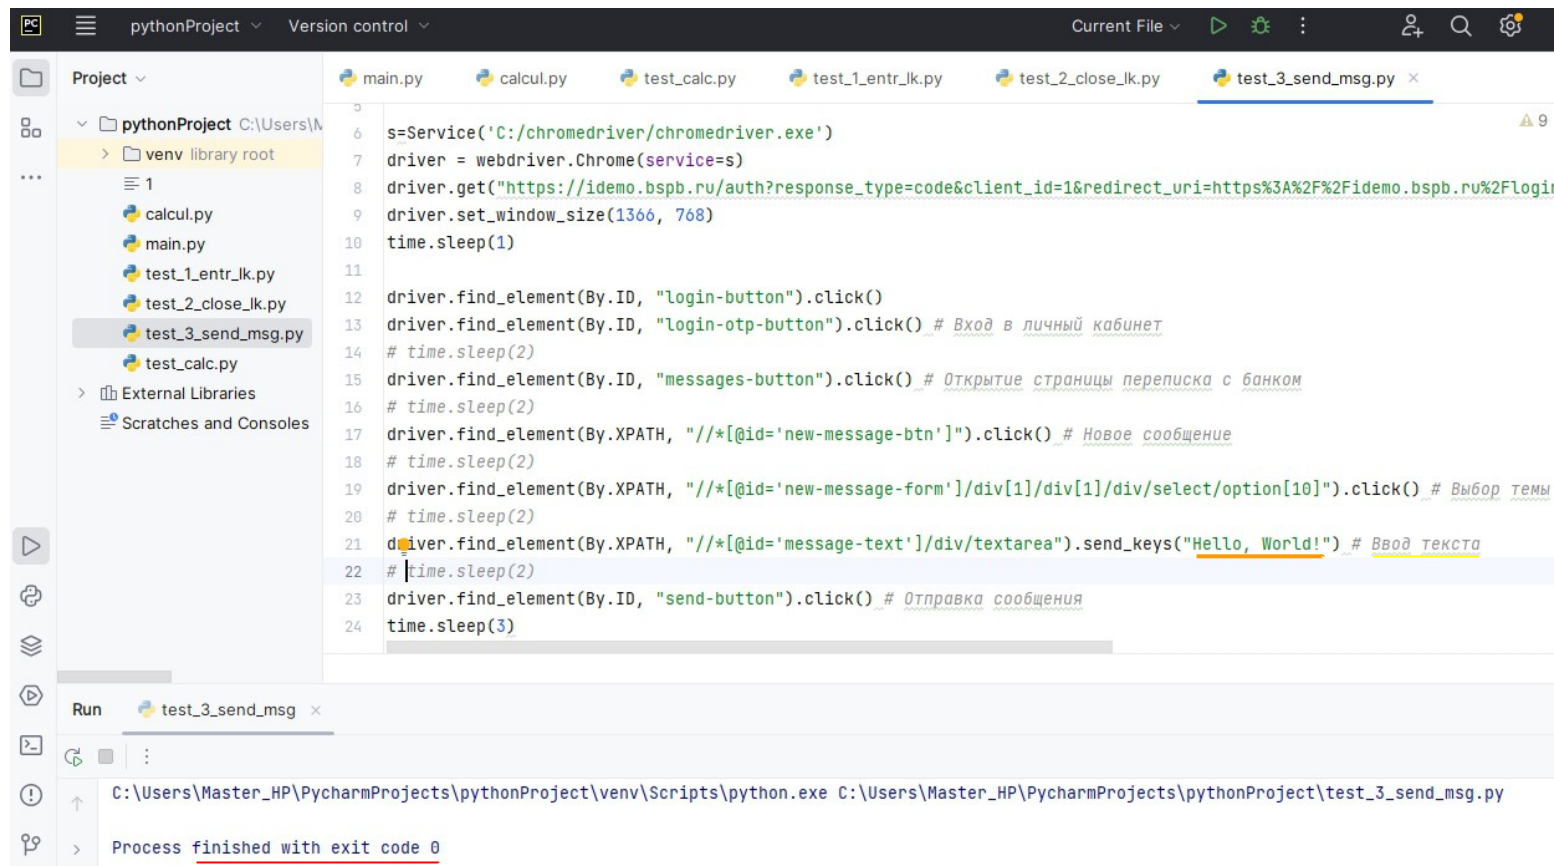 PC pythonProject Version control Current File
Project
main.py calcul.py test_calc.py test_1_entr_lk.py test_2_close_lk.py test_3_send_msg.py
pythonProject C:\Users\M
venv library root
1
calcul.py
main.py
test_1_entr_lk.py
test_2_close_lk.py
test_3_send_msg.py
test_calc.py
External Libraries
Scratches and Consoles
5
9
6 s=Service('C:/chromedriver/chromedriver.exe')
7 driver = webdriver.Chrome(service=s)
8 driver.get("https://idemo.bspb.ru/auth?response_type=code&client_id=1&redirect_uri=https%3A%2F%2Fidemo.bspb.ru%2Flogin
9 driver.set_window_size(1366, 768)
10 time.sleep(1)
11
12 driver.find_element(By.ID, "login-button").click()
13 driver.find_element(By.ID, "login-otp-button").click() # Вход в личный кабинет
14 # time.sleep(2)
15 driver.find_element(By.ID, "messages-button").click() # Открытие страницы переписка с банком
16 # time.sleep(2)
17 driver.find_element(By.XPATH, "//*[@id='new-message-btn']").click() # Новое сообщение
18 # time.sleep(2)
19 driver.find_element(By.XPATH, "//*[@id='new-message-form']/div[1]/div[1]/div/select/option[10]").click() # Выбор темы
20 # time.sleep(2)
21 driver.find_element(By.XPATH, "//*[@id='message-text']/div/textarea").send_keys("Hello, World!") # Ввод текста
22 # time.sleep(2)
23 driver.find_element(By.ID, "send-button").click() # Отправка сообщения
24 time.sleep(3)
Run test_3_send_msg
C:\Users\Master_HP\PycharmProjects\pythonProject\venv\Scripts\python.exe C:\Users\Master_HP\PycharmProjects\pythonProject\test_3_send_msg.py
Process finished with exit code 0